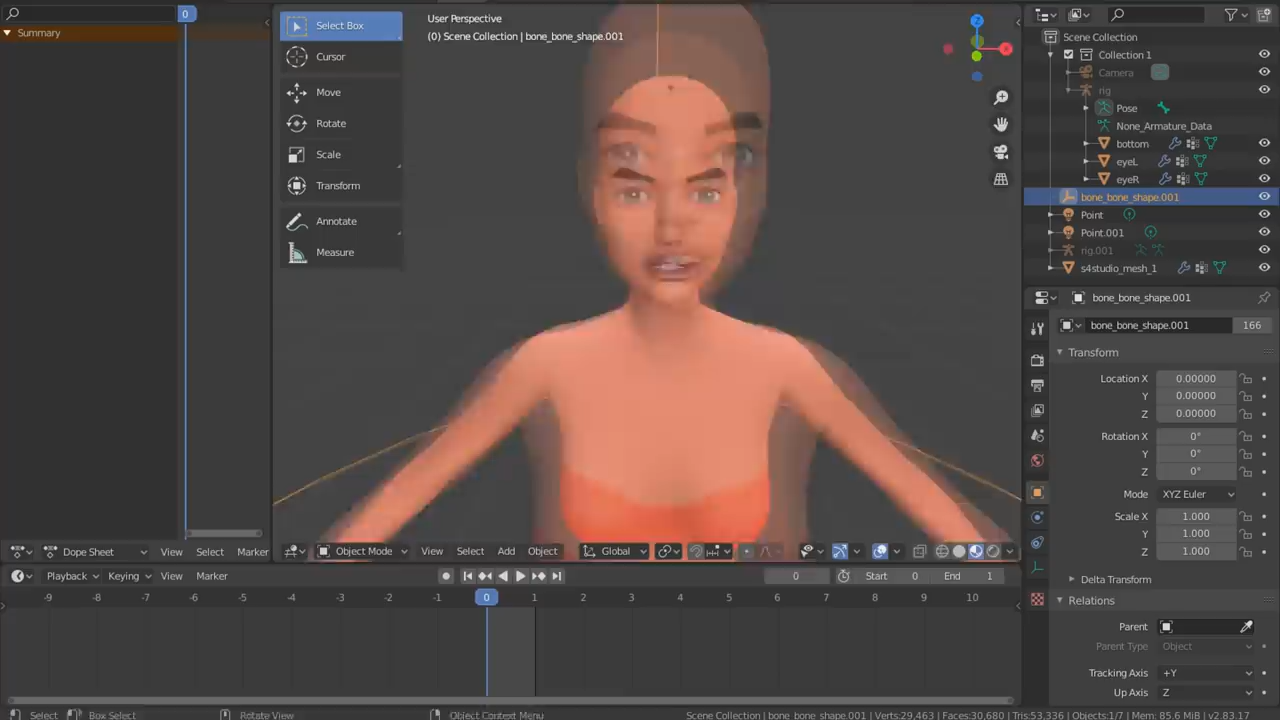 0
Summary
Select Box
Cursor
Move
Rotate
Scale
Transform
Annotate
Measure
User Perspective
(0) Scene Collection | bone_bone_shape.001
Z
Scene Collection
Collection 1
Camera
rig
Pose
None_Armature_Data
bottom
eyeL
eyeR
bone_bone_shape.001
Point
Point.001
rig.001
s4studio_mesh_1
bone_bone_shape.001
bone_bone_shape.001 166
Transform
Location X 0.00000
Y 0.00000
Z 0.00000
Rotation X 0°
Y 0°
Z 0°
Mode XYZ Euler
Scale X 1.000
Y 1.000
Z 1.000
Delta Transform
Relations
Parent
Parent Type Object
Tracking Axis +Y
Up Axis Z
Dope Sheet View Select Marker
Object Mode View Select Add Object Global
Playback Keying View Marker 0 Start 0 End 1
-9 -8 -7 -6 -5 -4 -3 -2 -1 0 1 2 3 4 5 6 7 8 9 10
Select Box Select Rotate View Object Context Menu Scene Collection | bone_bone_shape.001 | Verts:29,463 | Faces:30,680 | Tris:53,336 | Objects:1/7 | Mem: 85.6 MiB | v2.83.17